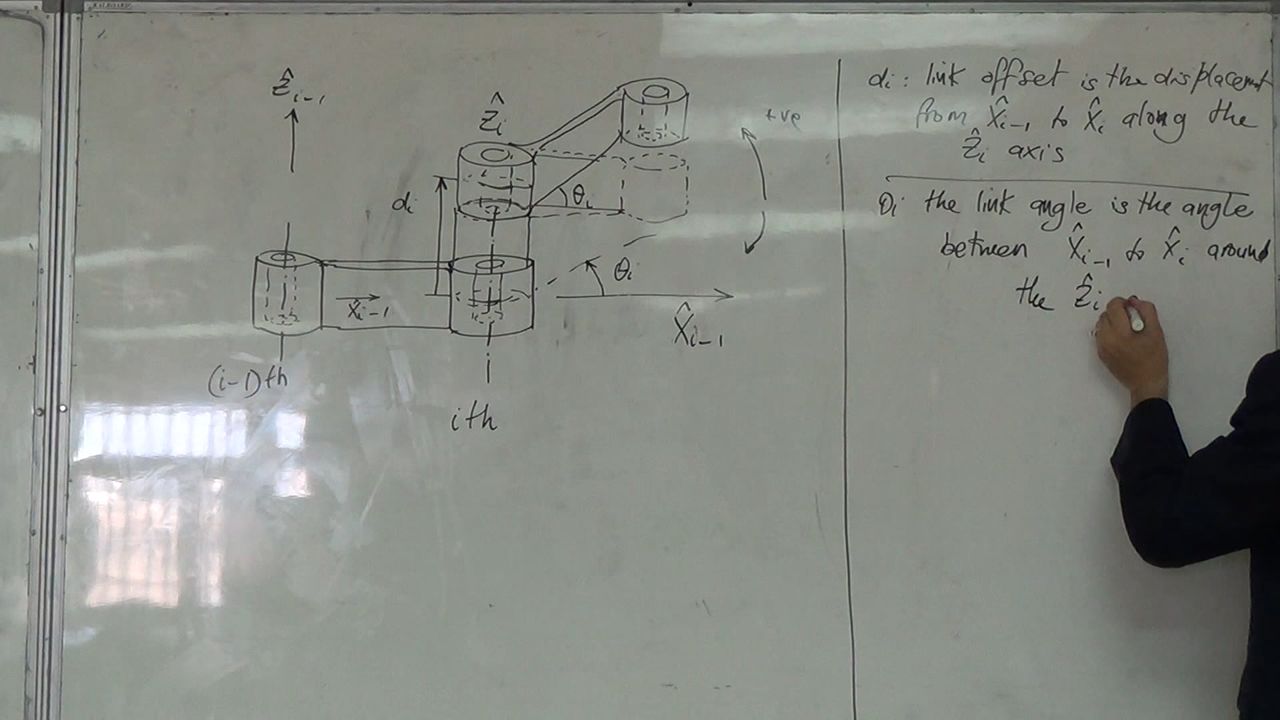 Ẑi-1
Ẑi
+ve
di
θi
θi
X̂i-1
X̂i-1
(i-1)th
ith
di: link offset is the displacement
from X̂i-1 to X̂i along the
Ẑi axis
θi the link angle is the angle
between X̂i-1 to X̂i around
the Ẑi